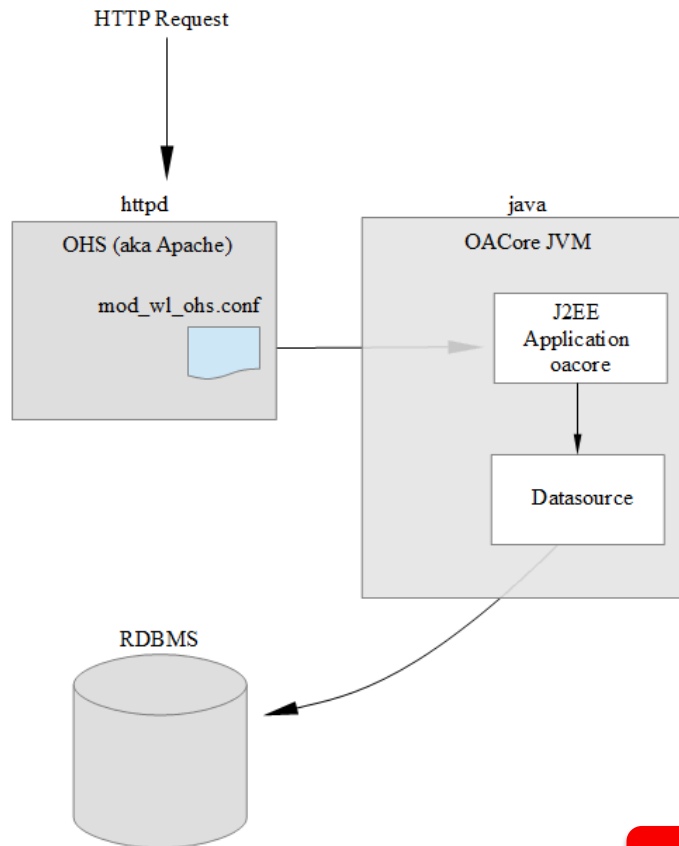 HTTP Request
httpd
OHS (aka Apache)
mod_wl_ohs.conf
java
OACore JVM
J2EE
Application
oacore
Datasource
RDBMS